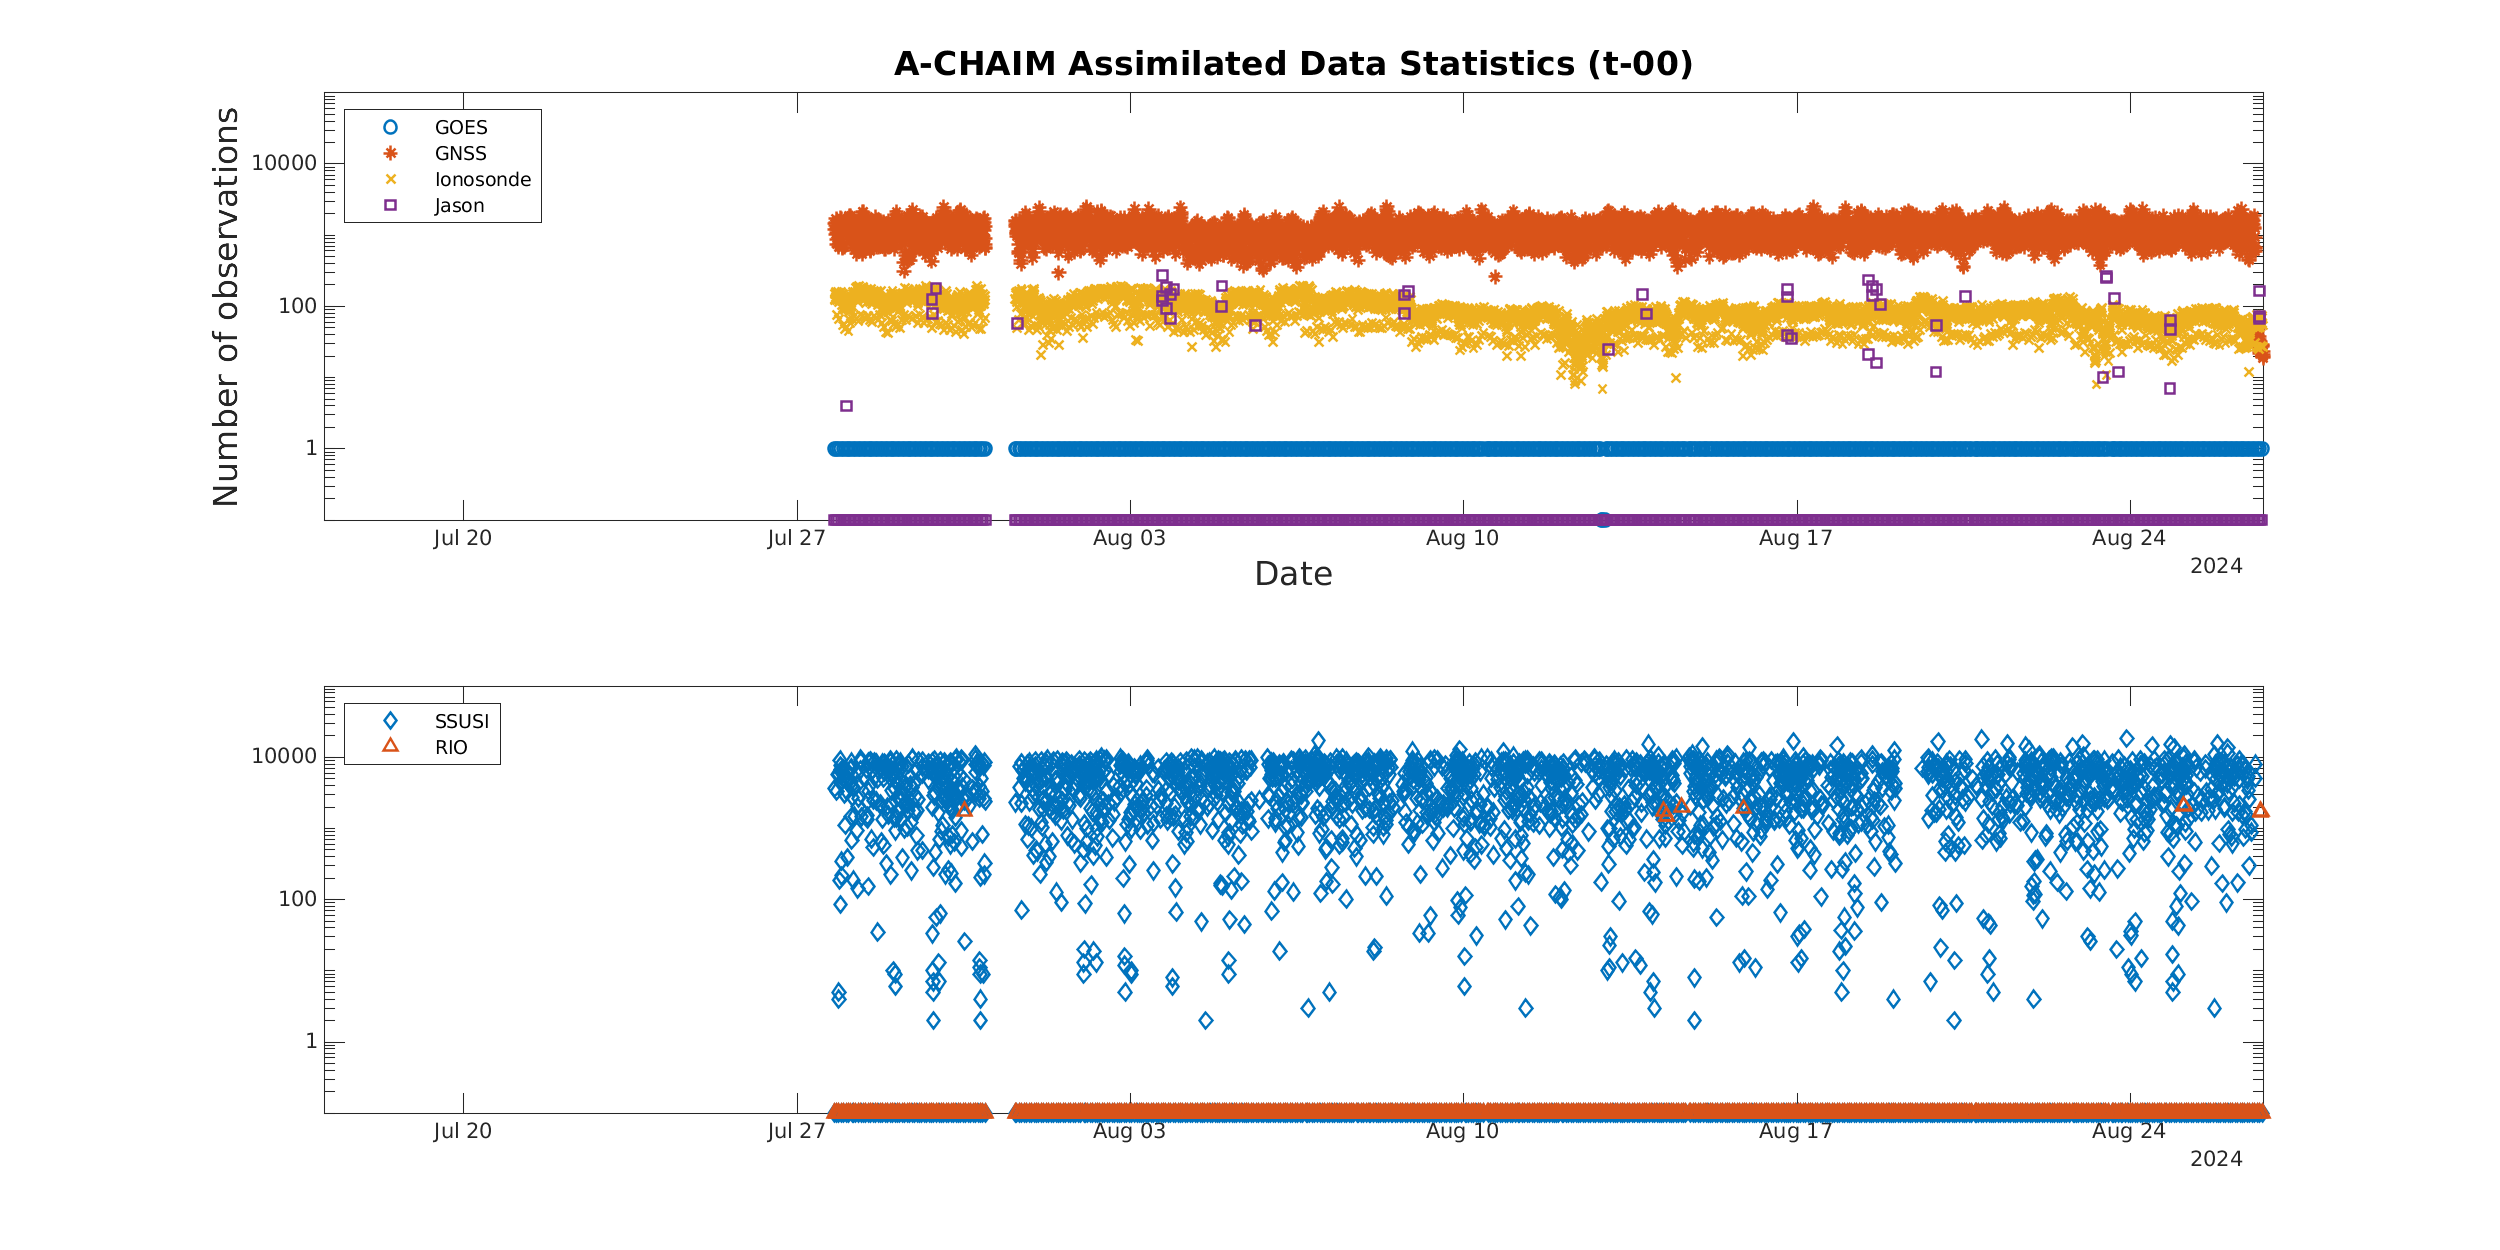 A-CHAIM Assimilated Data Statistics (t-00)
Number of observations
10000
100
1
GOES
GNSS
Ionosonde
Jason
Jul 20
Jul 27
Aug 03
Aug 10
Aug 17
Aug 24
2024
Date
10000
100
1
SSUSI
RIO
Jul 20
Jul 27
Aug 03
Aug 10
Aug 17
Aug 24
2024